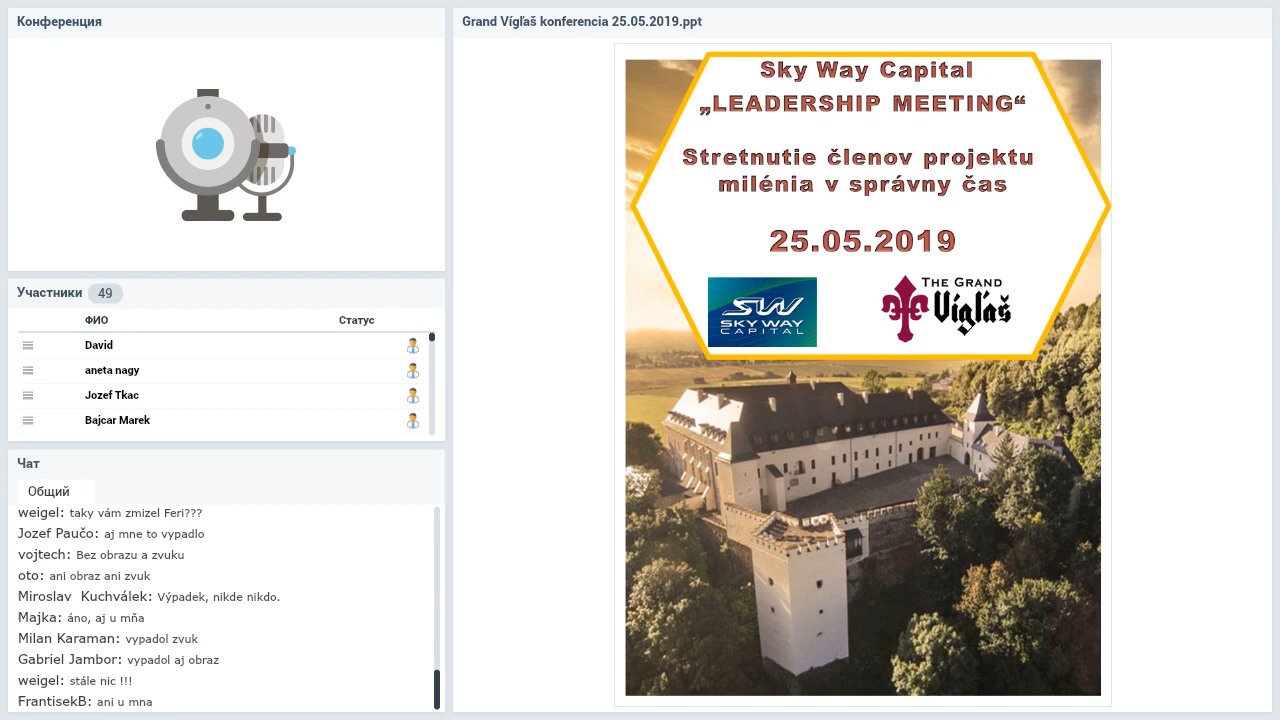 Конференция
Участники 49
ФИО Статус
David
aneta nagy
Jozef Tkac
Bajcar Marek
Чат
Общий
weigel: taky vám zmizel Feri???
Jozef Paučo: aj mne to vypadlo
vojtech: Bez obrazu a zvuku
oto: ani obraz ani zvuk
Miroslav Kuchválek: Výpadek, nikde nikdo.
Majka: áno, aj u mňa
Milan Karaman: vypadol zvuk
Gabriel Jambor: vypadol aj obraz
weigel: stále nic !!!
FrantisekB: ani u mna
Grand Vígľaš konferencia 25.05.2019.ppt
Sky Way Capital
„LEADERSHIP MEETING“
Stretnutie členov projektu
milénia v správny čas
25.05.2019
SW
SKY WAY
CAPITAL
THE GRAND
Vígľaš